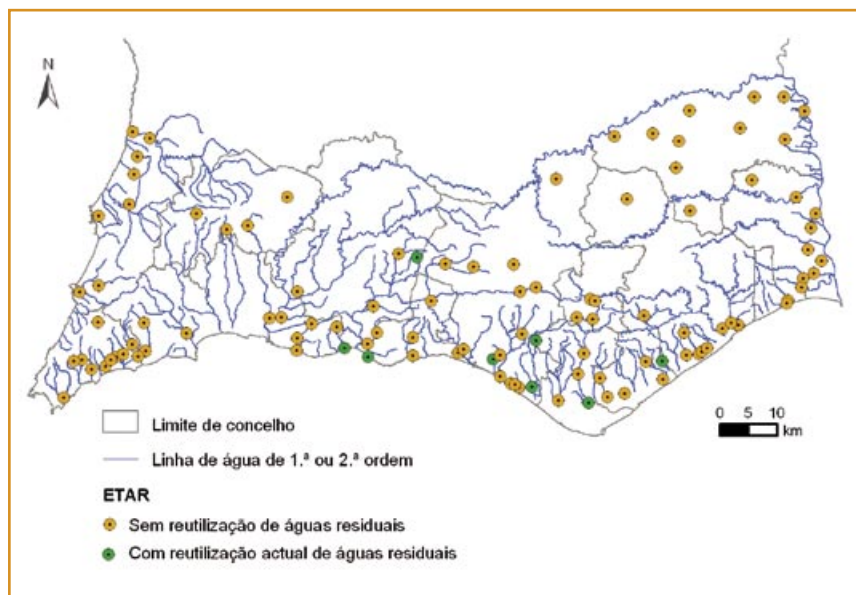 N
Limite de concelho
Linha de água de 1.ª ou 2.ª ordem
ETAR
Sem reutilização de águas residuais
Com reutilização actual de águas residuais
0 5 10
km